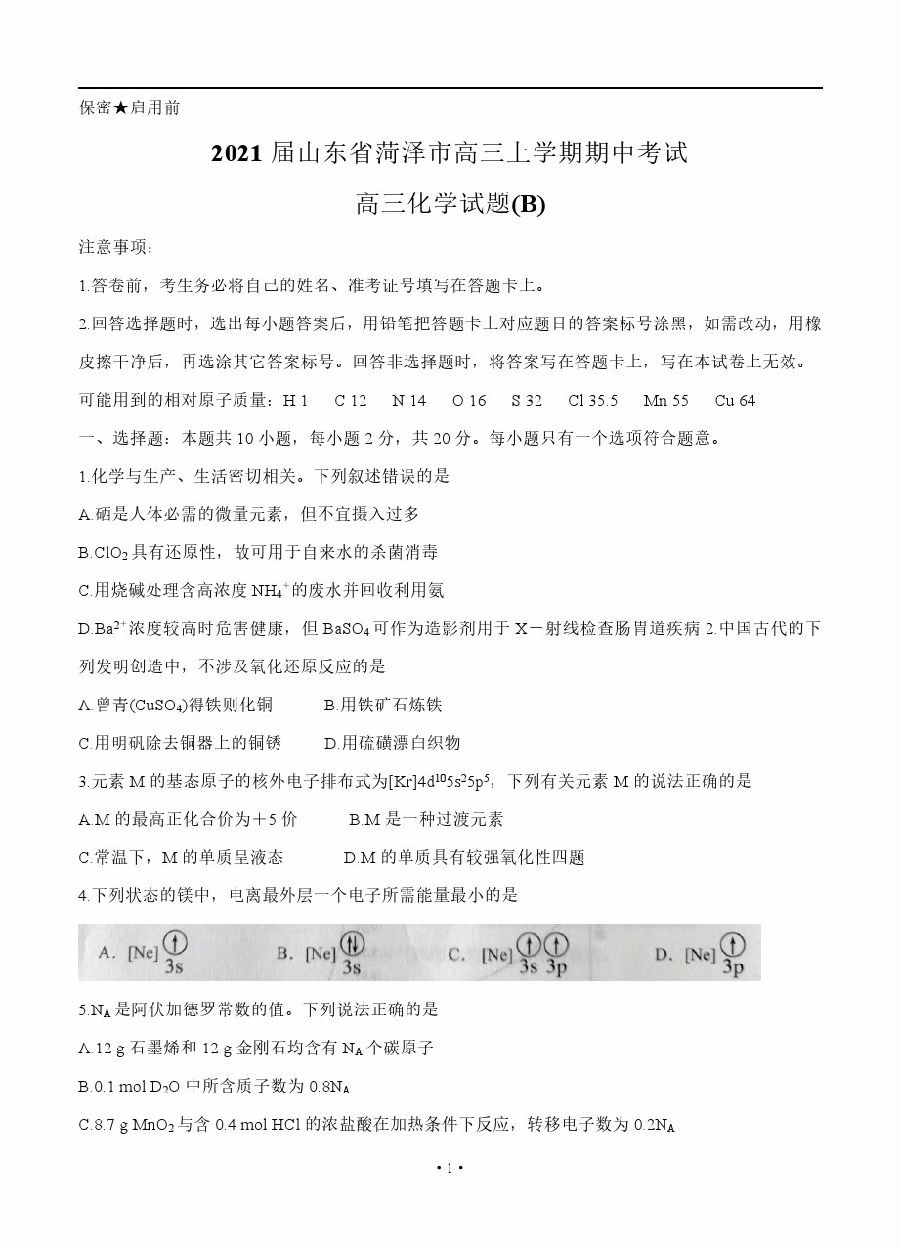 保密★启用前
2021 届山东省菏泽市高三上学期期中考试
高三化学试题(B)
注意事项:
1.答卷前，考生务必将自己的姓名、准考证号填写在答题卡上。
2.回答选择题时，选出每小题答案后，用铅笔把答题卡上对应题目的答案标号涂黑，如需改动，用橡
皮擦干净后，再选涂其它答案标号。回答非选择题时，将答案写在答题卡上，写在本试卷上无效。
可能用到的相对原子质量：H 1 C 12 N 14 O 16 S 32 Cl 35.5 Mn 55 Cu 64
一、选择题：本题共 10 小题，每小题 2 分，共 20 分。每小题只有一个选项符合题意。
1.化学与生产、生活密切相关。下列叙述错误的是
A.硒是人体必需的微量元素，但不宜摄入过多
B.ClO₂具有还原性，故可用于自来水的杀菌消毒
C.用烧碱处理含高浓度 NH₄⁺的废水并回收利用氨
D.Ba²⁺浓度较高时危害健康，但 BaSO₄可作为造影剂用于 X－射线检查肠胃道疾病 2.中国古代的下
列发明创造中，不涉及氧化还原反应的是
A.曾青(CuSO₄)得铁则化铜 B.用铁矿石炼铁
C.用明矾除去铜器上的铜锈 D.用硫磺漂白织物
3.元素 M 的基态原子的核外电子排布式为[Kr]4d¹⁰5s²5p⁵；下列有关元素 M 的说法正确的是
A.M 的最高正化合价为＋5 价 B.M 是一种过渡元素
C.常温下，M 的单质呈液态 D.M 的单质具有较强氧化性四题
4.下列状态的镁中，电离最外层一个电子所需能量最小的是
A. [Ne] ↑ 3s B. [Ne] ↑↓ 3s C. [Ne] ↑ ↑ 3s 3p D. [Ne] ↑ 3p
5.N_A 是阿伏加德罗常数的值。下列说法正确的是
A.12 g 石墨烯和 12 g 金刚石均含有 N_A 个碳原子
B.0.1 mol D₂O 中所含质子数为 0.8N_A
C.8.7 g MnO₂与含 0.4 mol HCl 的浓盐酸在加热条件下反应，转移电子数为 0.2N_A
·1·